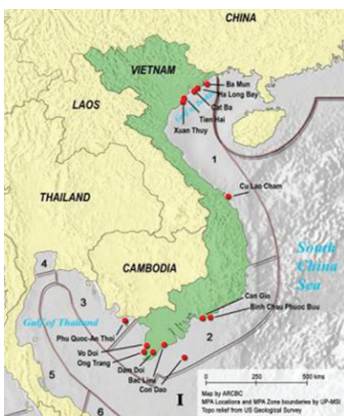 CHINA
VIETNAM
Ba Mun
Ha Long Bay
Cat Ba
Tien Hai
Xuan Thuy
LAOS
1
Cu Lao Cham
THAILAND
South
China
Sea
CAMBODIA
4
3
Can Gio
Binh Chau Phuoc Buu
Gulf of Thailand
Phu Quoc-An Thoi
2
Vo Doi
Ong Trang
Dam Doi
Bac Lieu
Con Dao
5
I
6
0
250
500 kms
Map by ARCBC
MPA Locations and MPA Zone boundaries by UP-MSI
Topo relief from US Geological Survey